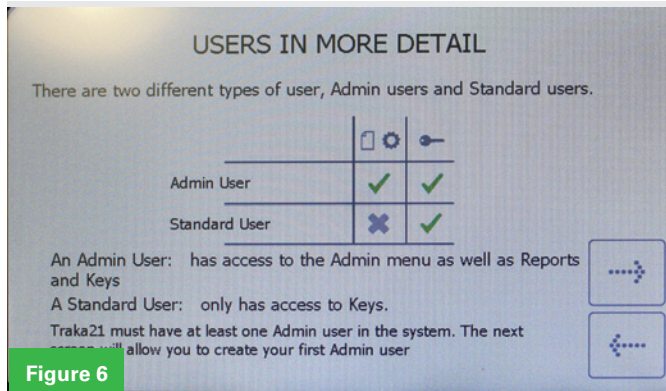 USERS IN MORE DETAIL
There are two different types of user, Admin users and Standard users.
Admin User
Standard User
An Admin User: has access to the Admin menu as well as Reports
and Keys
A Standard User: only has access to Keys.
Traka21 must have at least one Admin user in the system. The next
will allow you to create your first Admin user
Figure 6